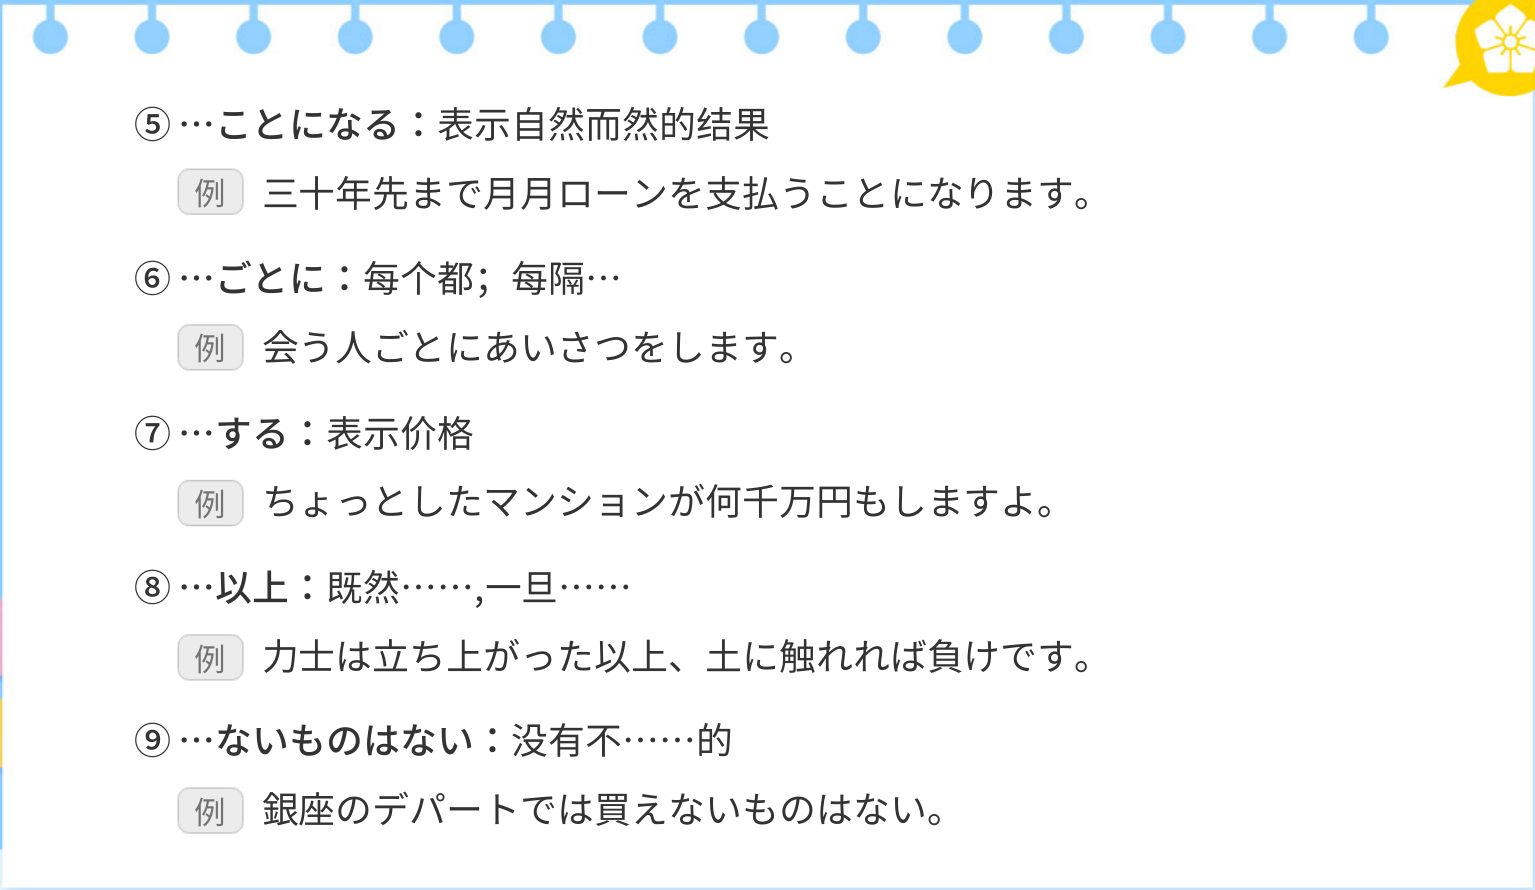 ⑤ …ことになる：表示自然而然的结果
例 三十年先まで月月ローンを支払うことになります。
⑥ …ごとに：每个都；每隔…
例 会う人ごとにあいさつをします。
⑦ …する：表示价格
例 ちょっとしたマンションが何千万円もしますよ。
⑧ …以上：既然……,一旦……
例 力士は立ち上がった以上、土に触れれば負けです。
⑨ …ないものはない：没有不……的
例 銀座のデパートでは買えないものはない。